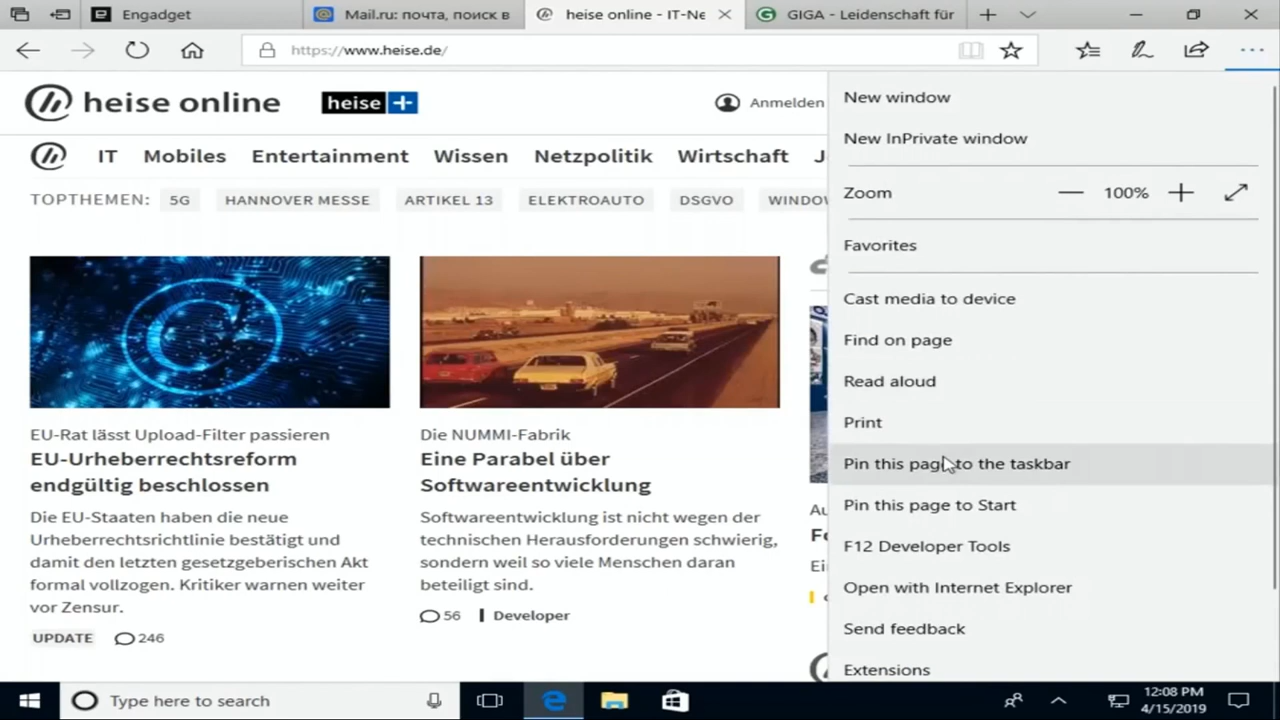 Engadget
Mail.ru: почта, поиск в
heise online - IT-Ne
GIGA - Leidenschaft für
https://www.heise.de/
heise online
heise +
Anmelden
IT Mobiles Entertainment Wissen Netzpolitik Wirtschaft J
TOPTHEMEN: 5G HANNOVER MESSE ARTIKEL 13 ELEKTROAUTO DSGVO WINDOW
EU-Rat lässt Upload-Filter passieren
EU-Urheberrechtsreform
endgültig beschlossen
Die EU-Staaten haben die neue
Urheberrechtsrichtlinie bestätigt und
damit den letzten gesetzgeberischen Akt
formal vollzogen. Kritiker warnen weiter
vor Zensur.
UPDATE 246
Die NUMMI-Fabrik
Eine Parabel über
Softwareentwicklung
Softwareentwicklung ist nicht wegen der
technischen Herausforderungen schwierig,
sondern weil so viele Menschen daran
beteiligt sind.
56 Developer
Au
Fo
Ei
New window
New InPrivate window
Zoom 100%
Favorites
Cast media to device
Find on page
Read aloud
Print
Pin this page to the taskbar
Pin this page to Start
F12 Developer Tools
Open with Internet Explorer
Send feedback
Extensions
Type here to search
12:08 PM
4/15/2019